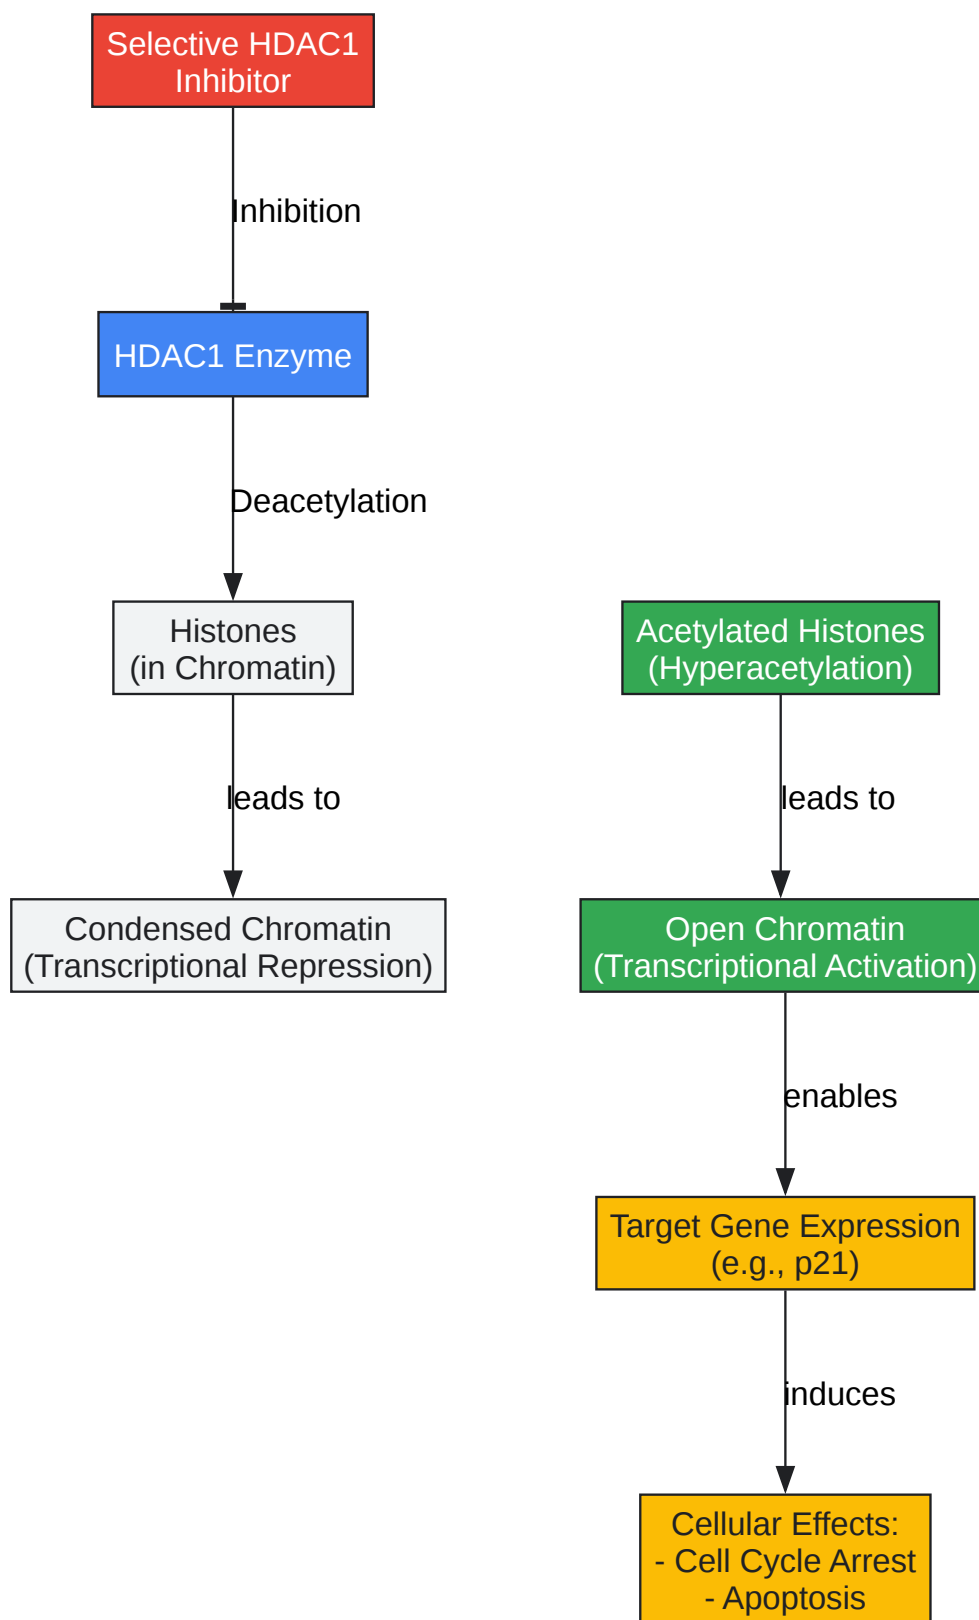 Selective HDAC1
Inhibitor
Inhibition
HDAC1 Enzyme
Deacetylation
Histones
(in Chromatin)
leads to
Condensed Chromatin
(Transcriptional Repression)
Acetylated Histones
(Hyperacetylation)
leads to
Open Chromatin
(Transcriptional Activation)
enables
Target Gene Expression
(e.g., p21)
induces
Cellular Effects:
- Cell Cycle Arrest
- Apoptosis